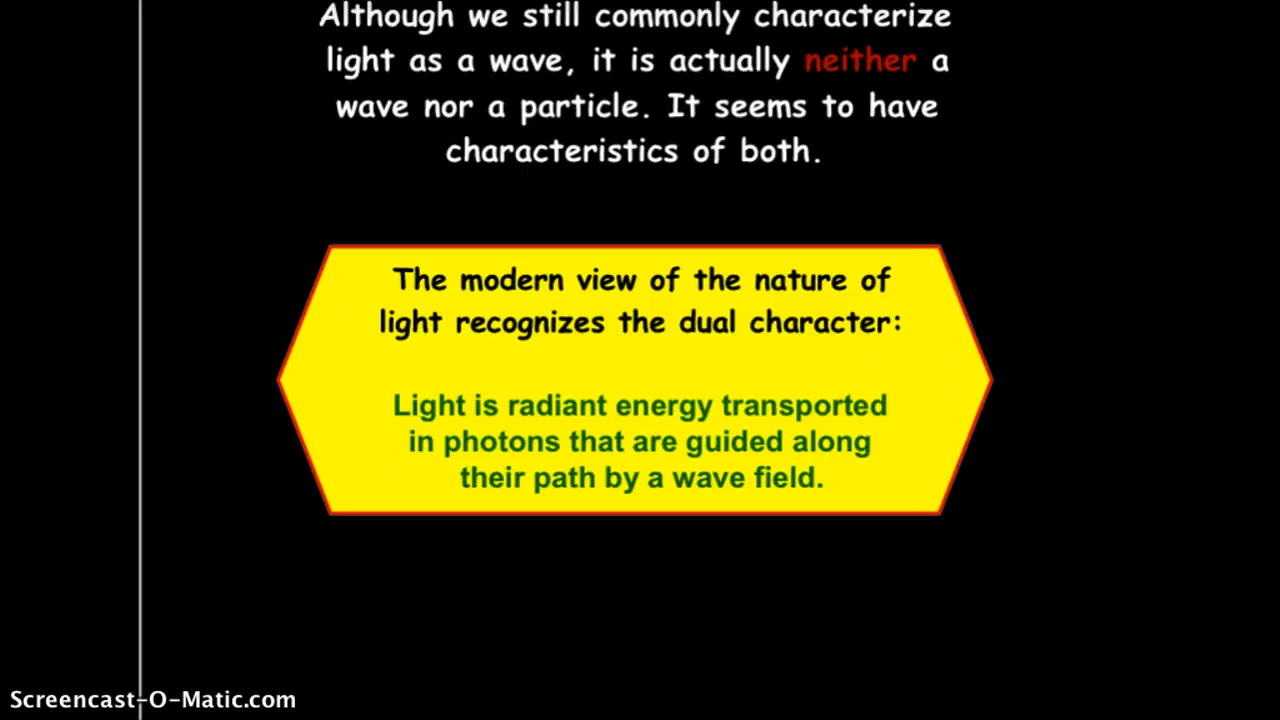 Although we still commonly characterize
light as a wave, it is actually neither a
wave nor a particle. It seems to have
characteristics of both.
The modern view of the nature of
light recognizes the dual character:
Light is radiant energy transported
in photons that are guided along
their path by a wave field.
Screencast-O-Matic.com